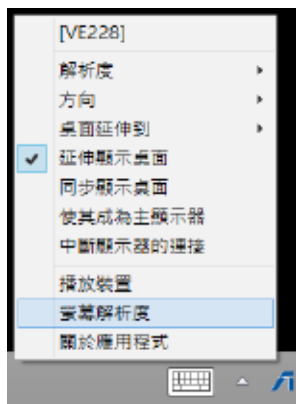 [VE228]
解析度
方向
桌面延伸到
延伸顯示桌面
同步顯示桌面
使其成為主顯示器
中斷顯示器的連接
播放裝置
螢幕解析度
關於應用程式